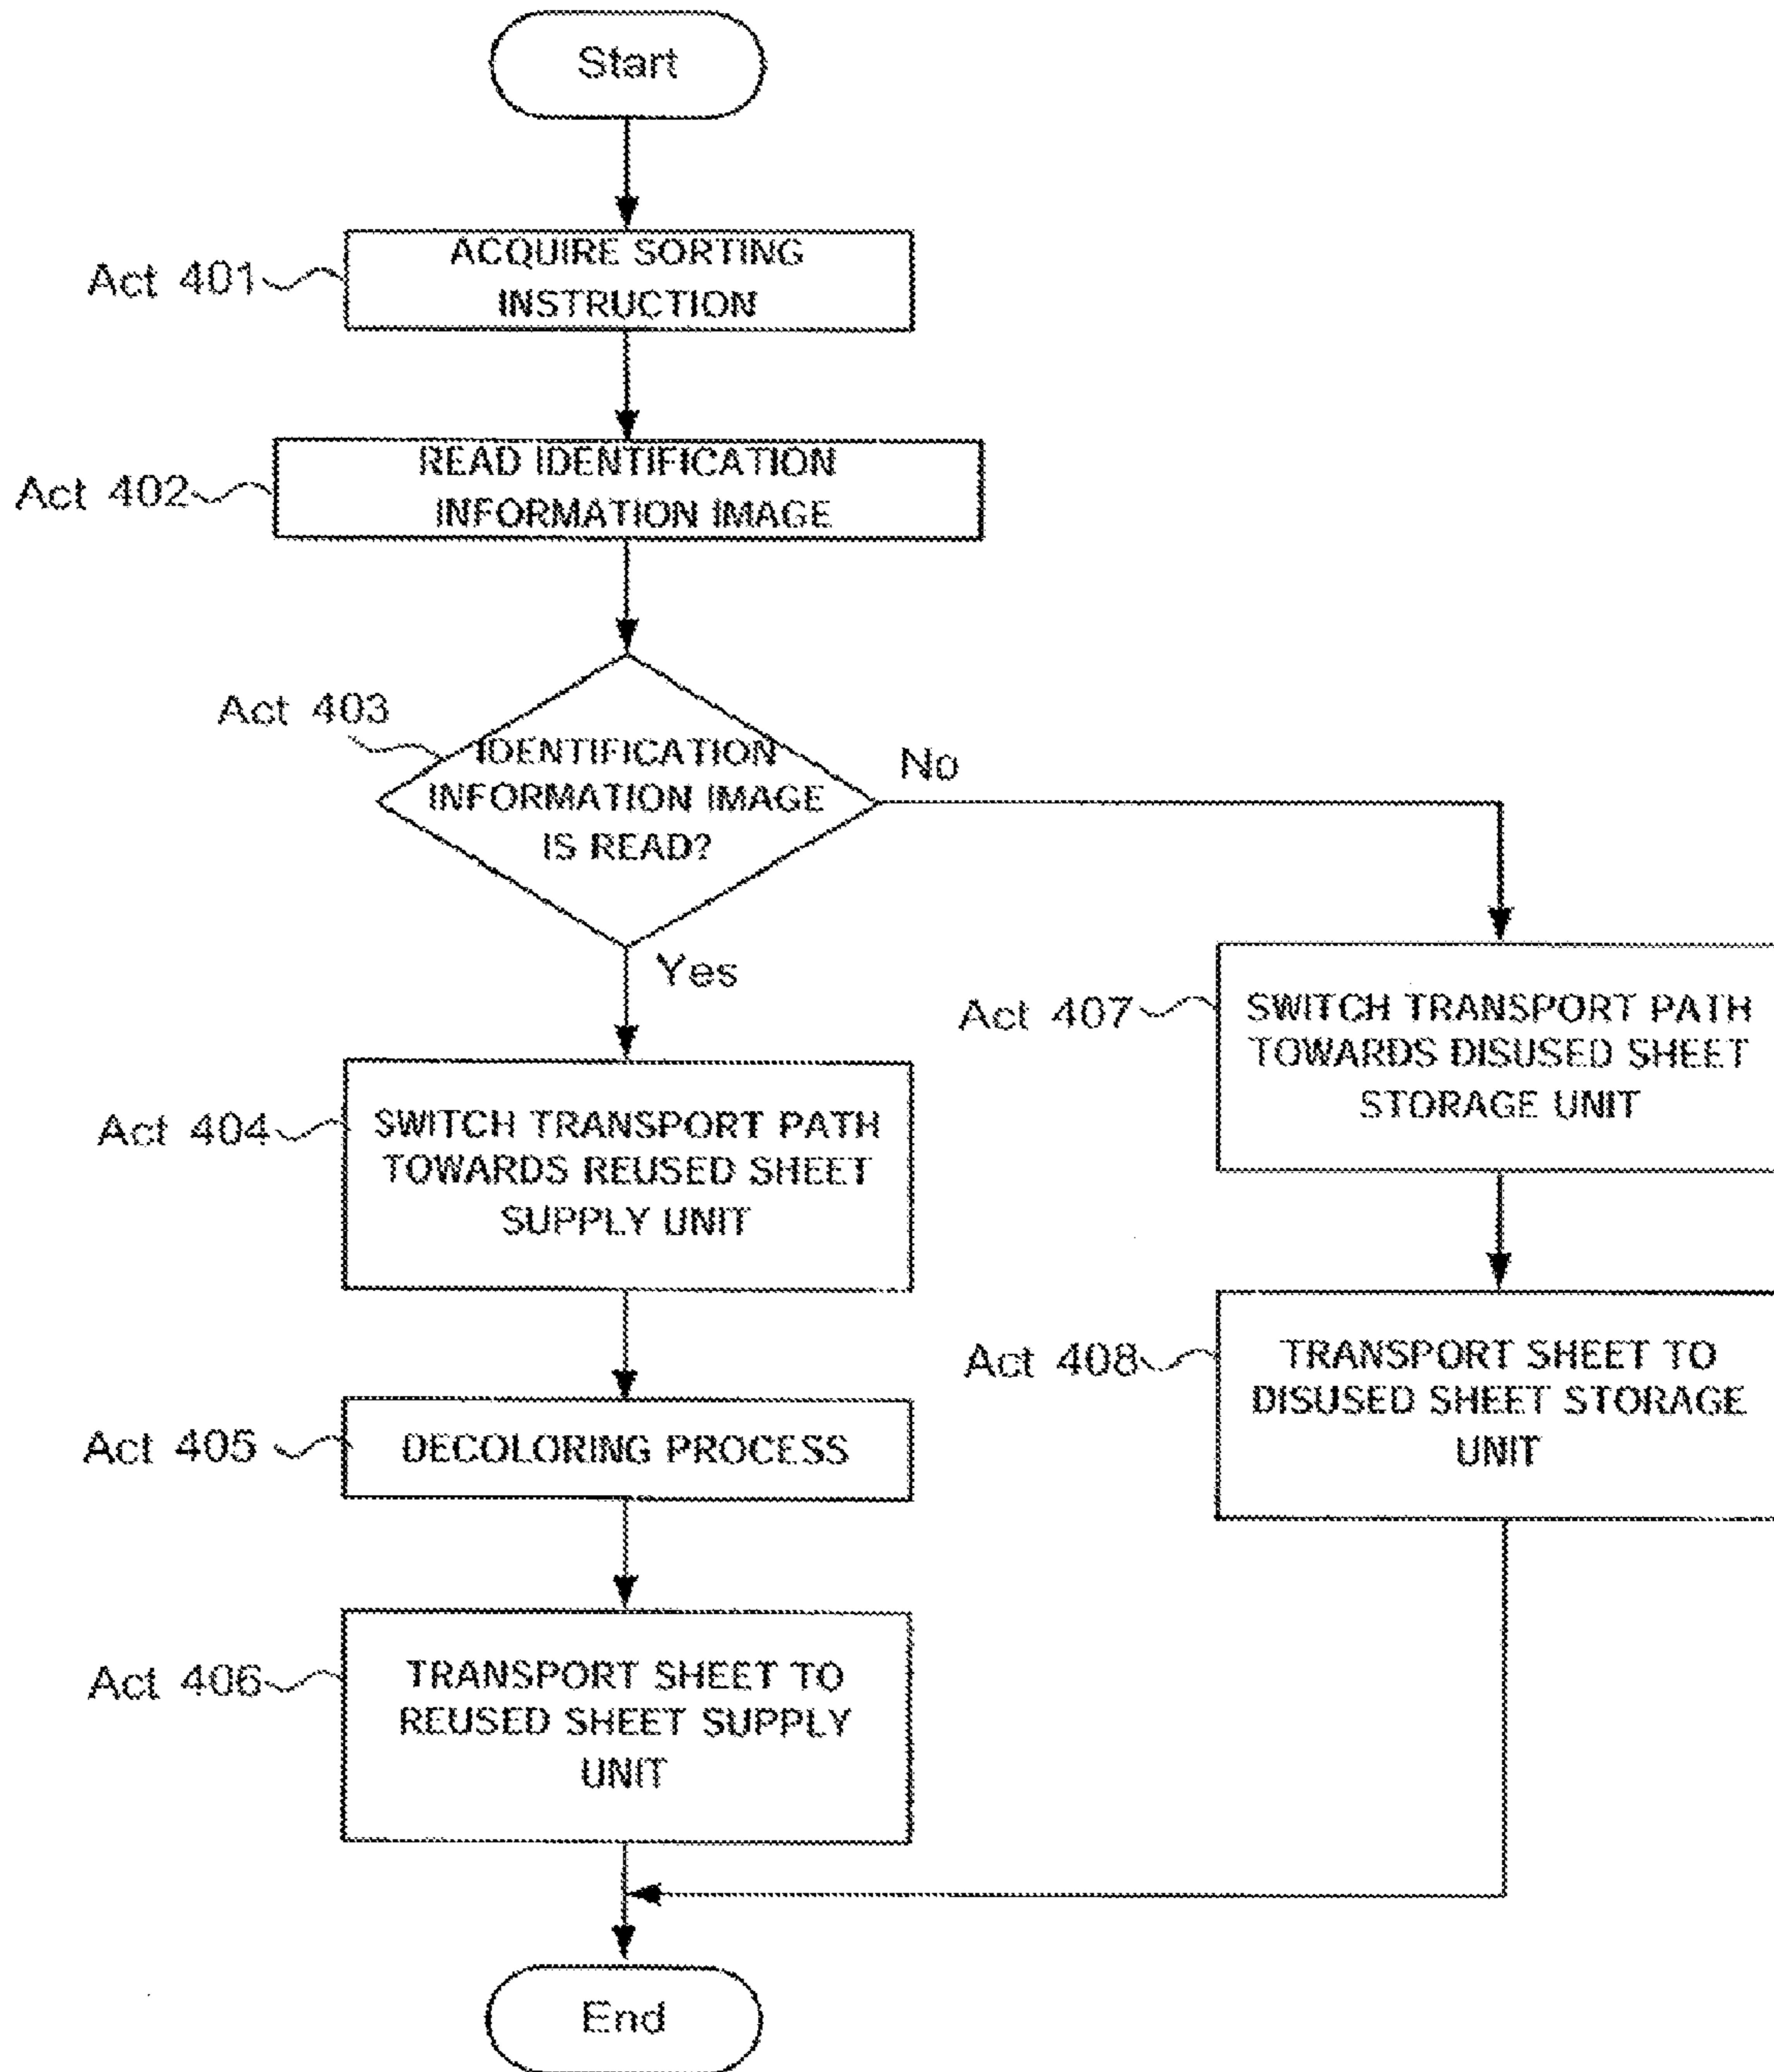 Start
Act 401
ACQUIRE SORTING
INSTRUCTION
Act 402
READ IDENTIFICATION
INFORMATION IMAGE
Act 403
IDENTIFICATION
INFORMATION IMAGE
IS READ?
No
Yes
Act 404
SWITCH TRANSPORT PATH
TOWARDS REUSED SHEET
SUPPLY UNIT
Act 407
SWITCH TRANSPORT PATH
TOWARDS DISUSED SHEET
STORAGE UNIT
Act 405
DECOLORING PROCESS
Act 408
TRANSPORT SHEET TO
DISUSED SHEET STORAGE
UNIT
Act 406
TRANSPORT SHEET TO
REUSED SHEET SUPPLY
UNIT
End